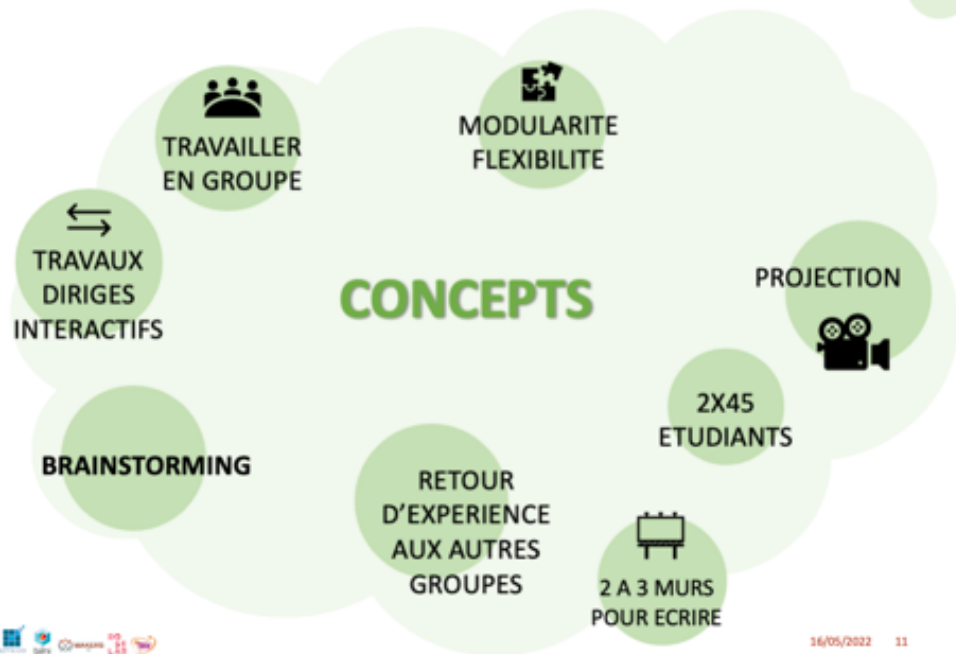 TRAVAILLER
EN GROUPE
MODULARITE
FLEXIBILITE
TRAVAUX
DIRIGES
INTERACTIFS
CONCEPTS
PROJECTION
2X45
ETUDIANTS
BRAINSTORMING
RETOUR
D'EXPERIENCE
AUX AUTRES
GROUPES
2 A 3 MURS
POUR ECRIRE
16/05/2022 11